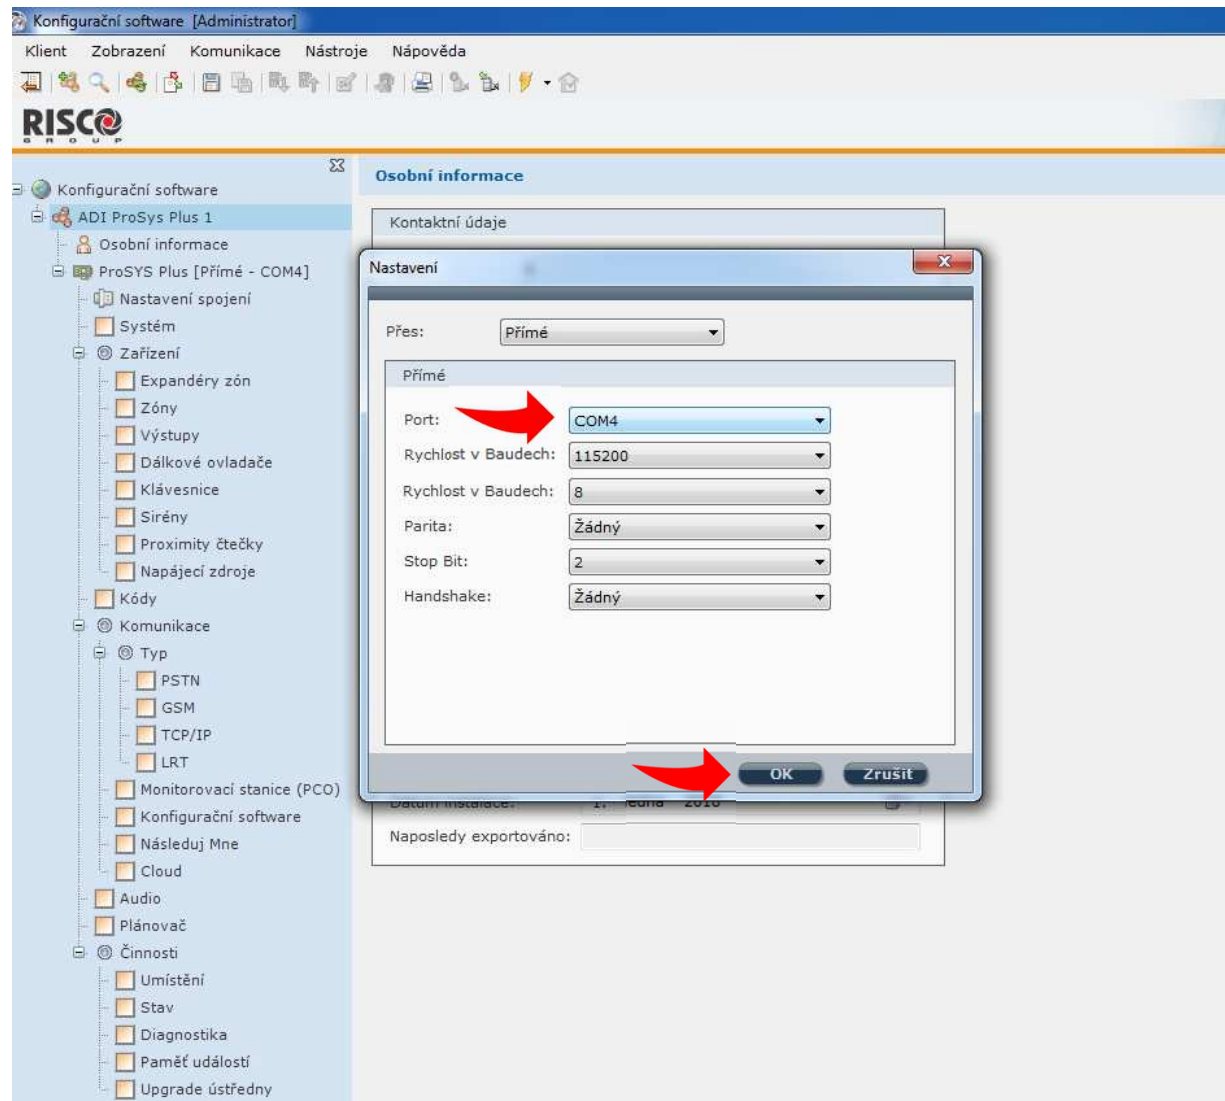 Konfigurační software [Administrator]
Klient Zobrazení Komunikace Nástroje Nápověda
RISCO
GROUP
Konfigurační software
ADI ProSys Plus 1
Osobní informace
ProSYS Plus [Přímé - COM4]
Nastavení spojení
Systém
Zařízení
Expandéry zón
Zóny
Výstupy
Dálkové ovladače
Klávesnice
Sirény
Proximity čtečky
Napájecí zdroje
Kódy
Komunikace
Typ
PSTN
GSM
TCP/IP
LRT
Monitorovací stanice (PCO)
Konfigurační software
Následuj Mne
Cloud
Audio
Plánovač
Činnosti
Umístění
Stav
Diagnostika
Paměť událostí
Upgrade ústředny
Osobní informace
Kontaktní údaje
Nastavení
Přes: Přímé
Přímé
Port: COM4
Rychlost v Baudech: 115200
Rychlost v Baudech: 8
Parita: Žádný
Stop Bit: 2
Handshake: Žádný
OK Zrušit
Datum instalace: 1.
Naposledy exportováno: